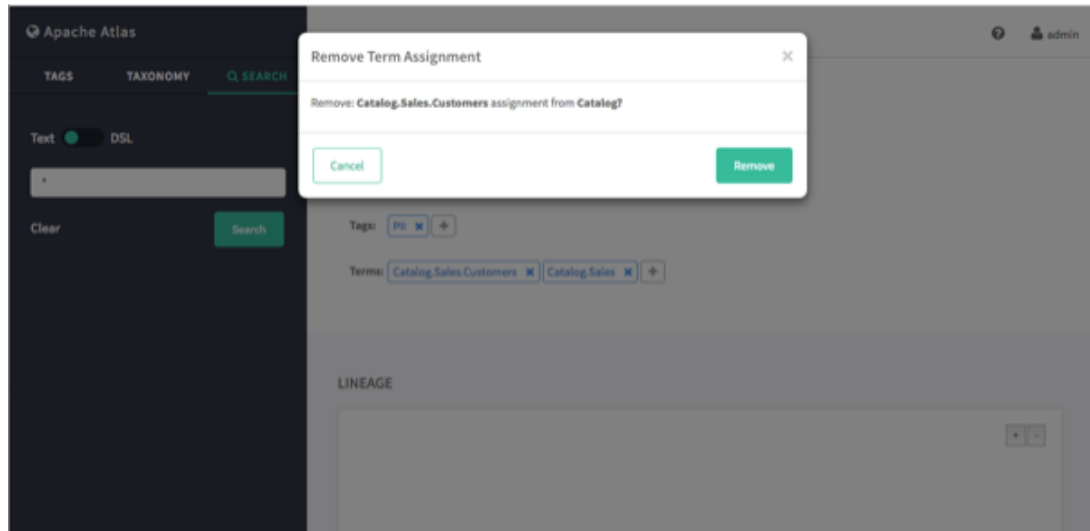 Apache Atlas
admin
TAGS TAXONOMY SEARCH
Remove Term Assignment ×
Remove: Catalog.Sales.Customers assignment from Catalog?
Cancel Remove
Text DSL
*
Clear Search
Tags: PII × +
Terms: Catalog.Sales.Customers × Catalog.Sales × +
LINEAGE
+ -